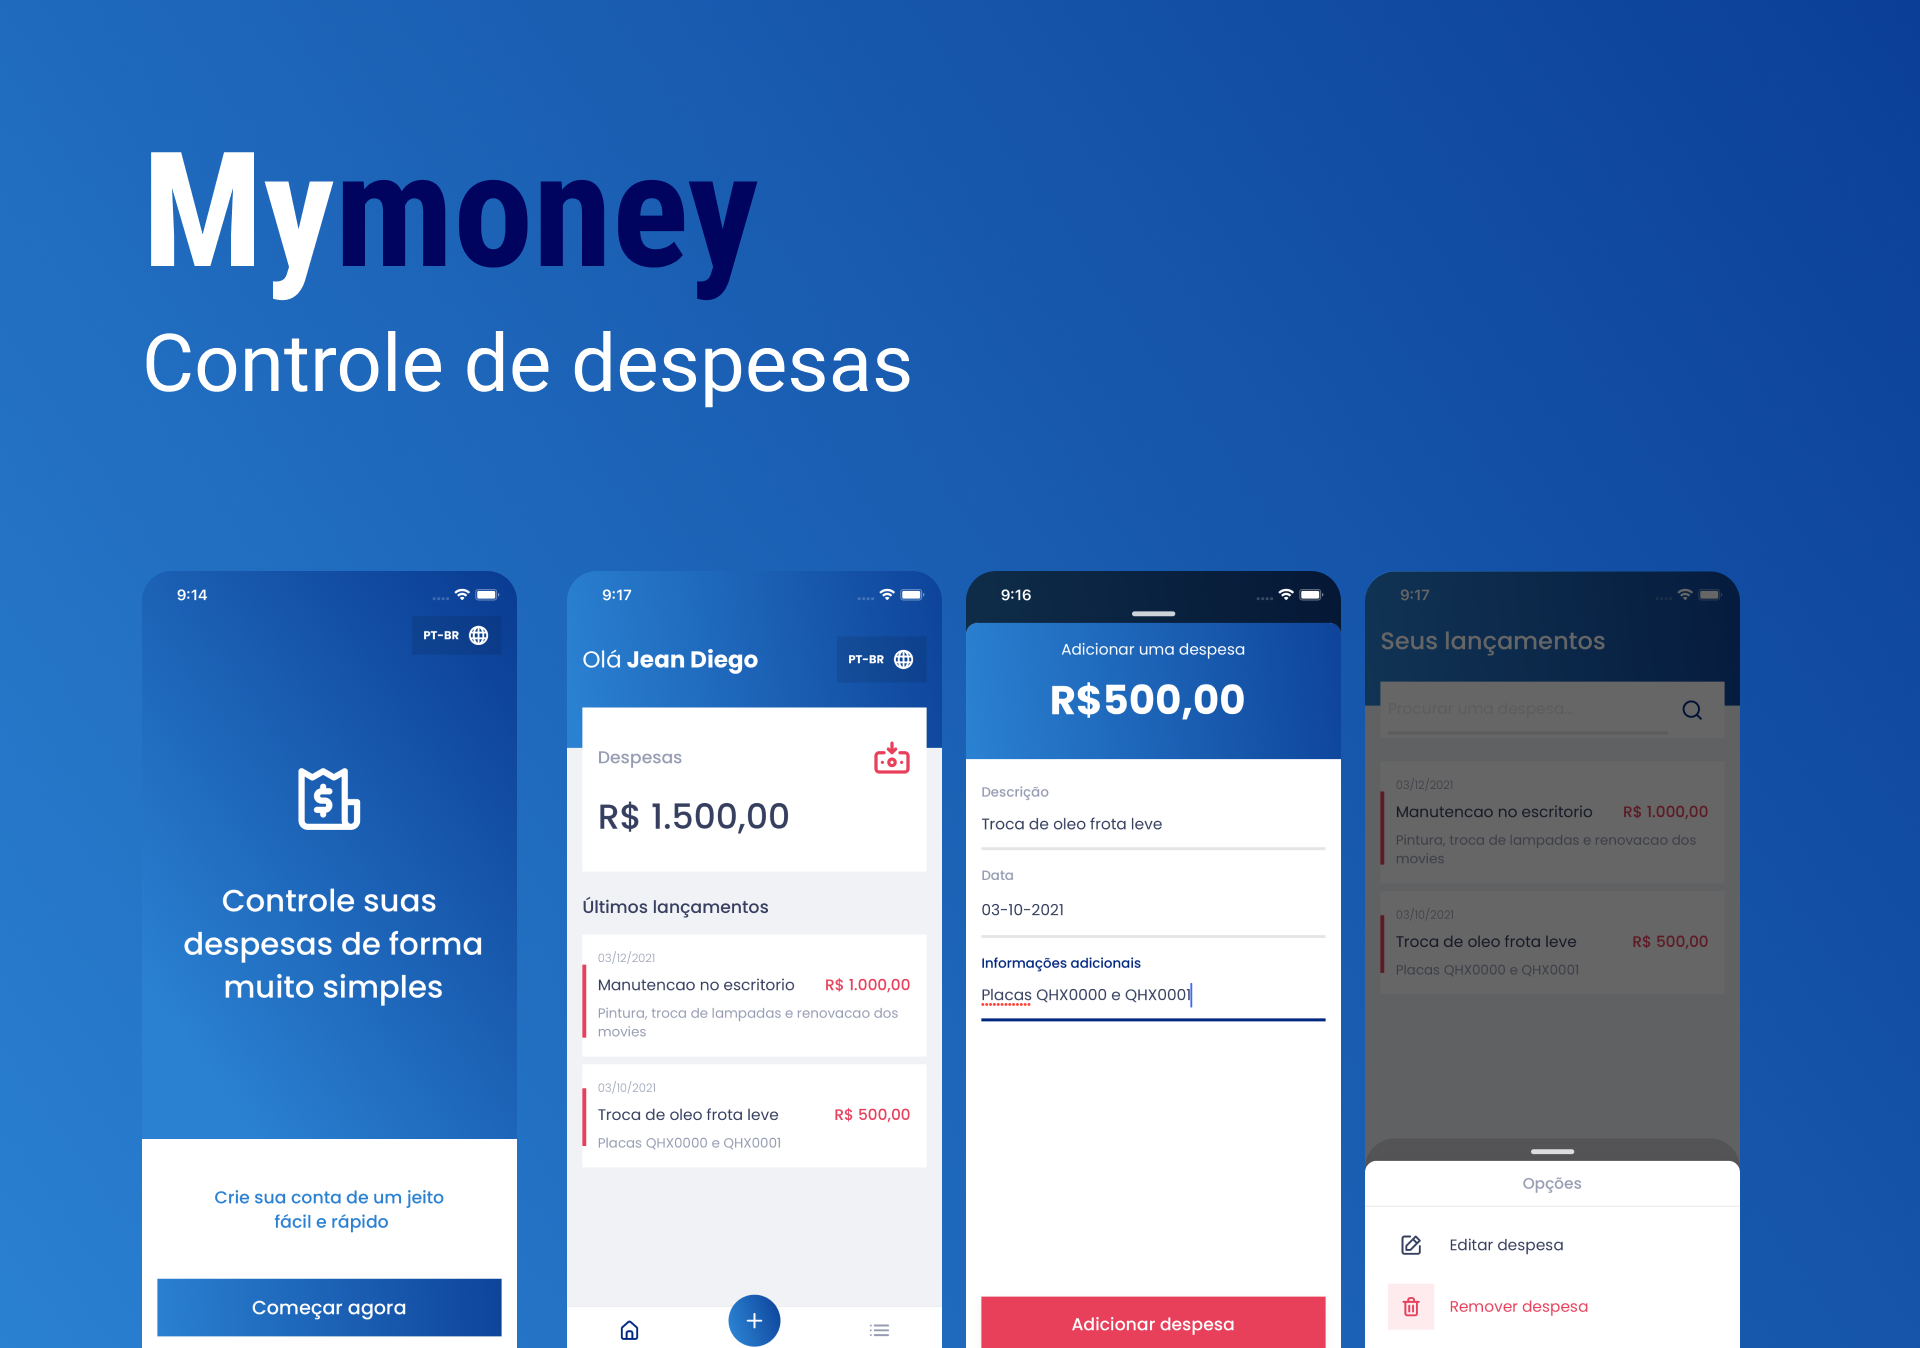 Mymoney
Controle de despesas
9:14
PT-BR
Controle suas
despesas de forma
muito simples
Crie sua conta de um jeito
fácil e rápido
Começar agora
9:17
Olá Jean Diego
PT-BR
Despesas
R$ 1.500,00
Últimos lançamentos
03/12/2021
Manutencao no escritorio R$ 1.000,00
Pintura, troca de lampadas e renovacao dos
movies
03/10/2021
Troca de oleo frota leve R$ 500,00
Placas QHX0000 e QHX0001
9:16
Adicionar uma despesa
R$500,00
Descrição
Troca de oleo frota leve
Data
03-10-2021
Informações adicionais
Placas QHX0000 e QHX0001
Adicionar despesa
9:17
Seus lançamentos
Procurar uma despesa...
03/12/2021
Manutencao no escritorio R$ 1.000,00
Pintura, troca de lampadas e renovacao dos
movies
03/10/2021
Troca de oleo frota leve R$ 500,00
Placas QHX0000 e QHX0001
Opções
Editar despesa
Remover despesa